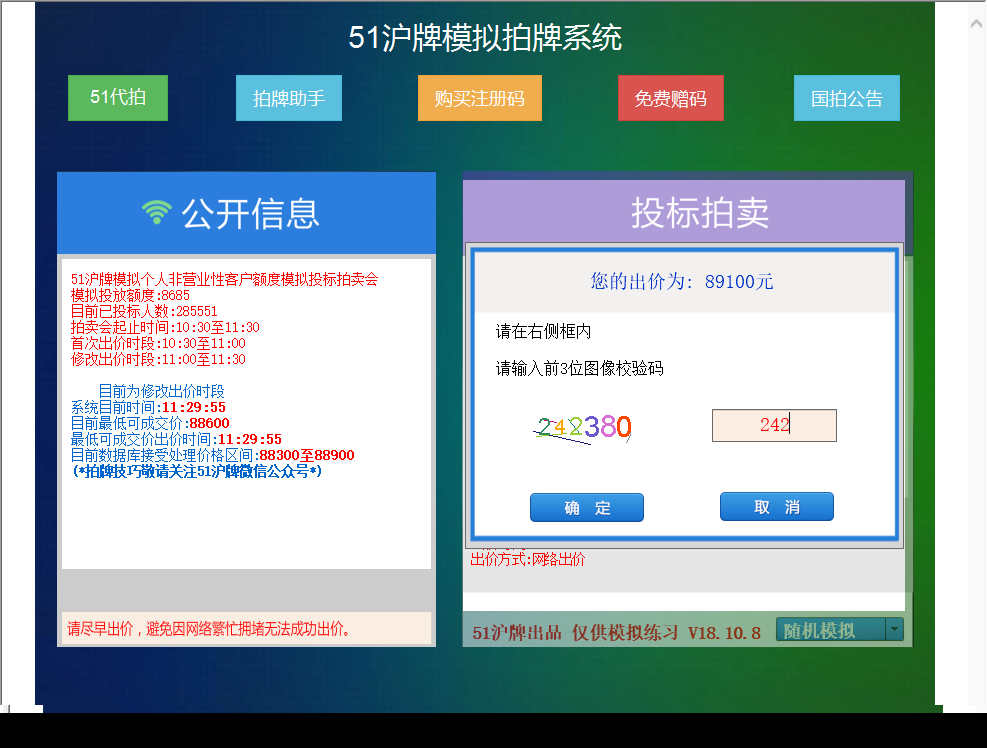 51沪牌模拟拍牌系统
51代拍
拍牌助手
购买注册码
免费赠码
国拍公告
公开信息
51沪牌模拟个人非营业性客户额度模拟投标拍卖会
模拟投放额度:8685
目前已投标人数:285551
拍卖会起止时间:10:30至11:30
首次出价时段:10:30至11:00
修改出价时段:11:00至11:30
目前为修改出价时段
系统目前时间:11:29:55
目前最低可成交价:88600
最低可成交价出价时间:11:29:55
目前数据库接受处理价格区间:88300至88900
(*拍牌技巧敬请关注51沪牌微信公众号*)
请尽早出价，避免因网络繁忙拥堵无法成功出价。
投标拍卖
您的出价为: 89100元
请在右侧框内
请输入前3位图像校验码
242380
242
确 定
取 消
出价方式:网络出价
51沪牌出品 仅供模拟练习 V18.10.8
随机模拟